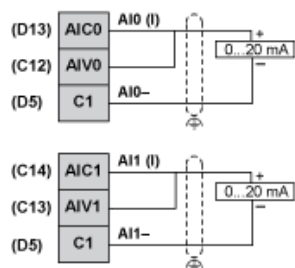 (D13) AIC0 AI0 (I) +
0...20 mA
(C12) AIV0 –
(D5) C1 AI0–
(C14) AIC1 AI1 (I) +
0...20 mA
(C13) AIV1 –
(D5) C1 AI1–